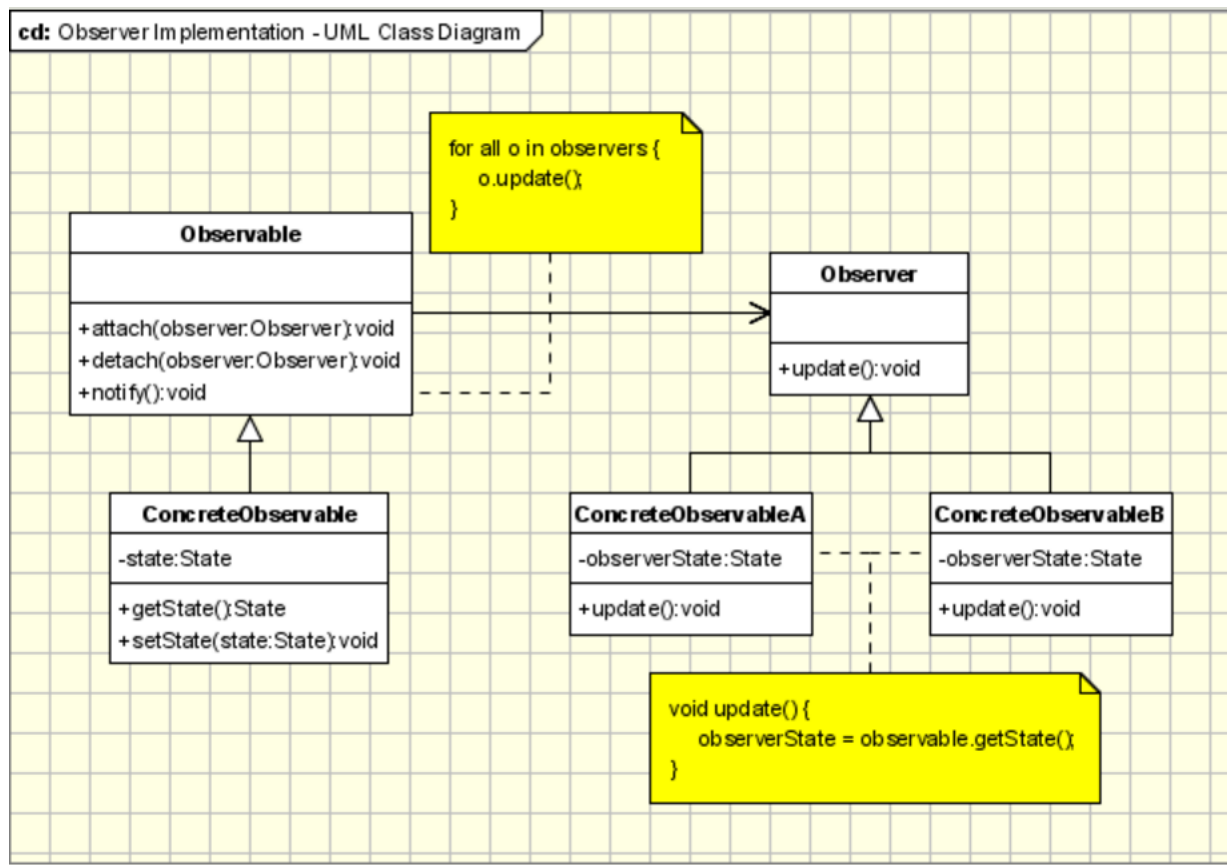 cd: Observer Implementation - UML Class Diagram
for all o in observers {
o.update();
}
Observable
+attach(observer:Observer):void
+detach(observer:Observer):void
+notify():void
Observer
+update():void
ConcreteObservable
-state:State
+getState():State
+setState(state:State):void
ConcreteObservableA
-observerState:State
+update():void
ConcreteObservableB
-observerState:State
+update():void
void update() {
observerState = observable.getState();
}